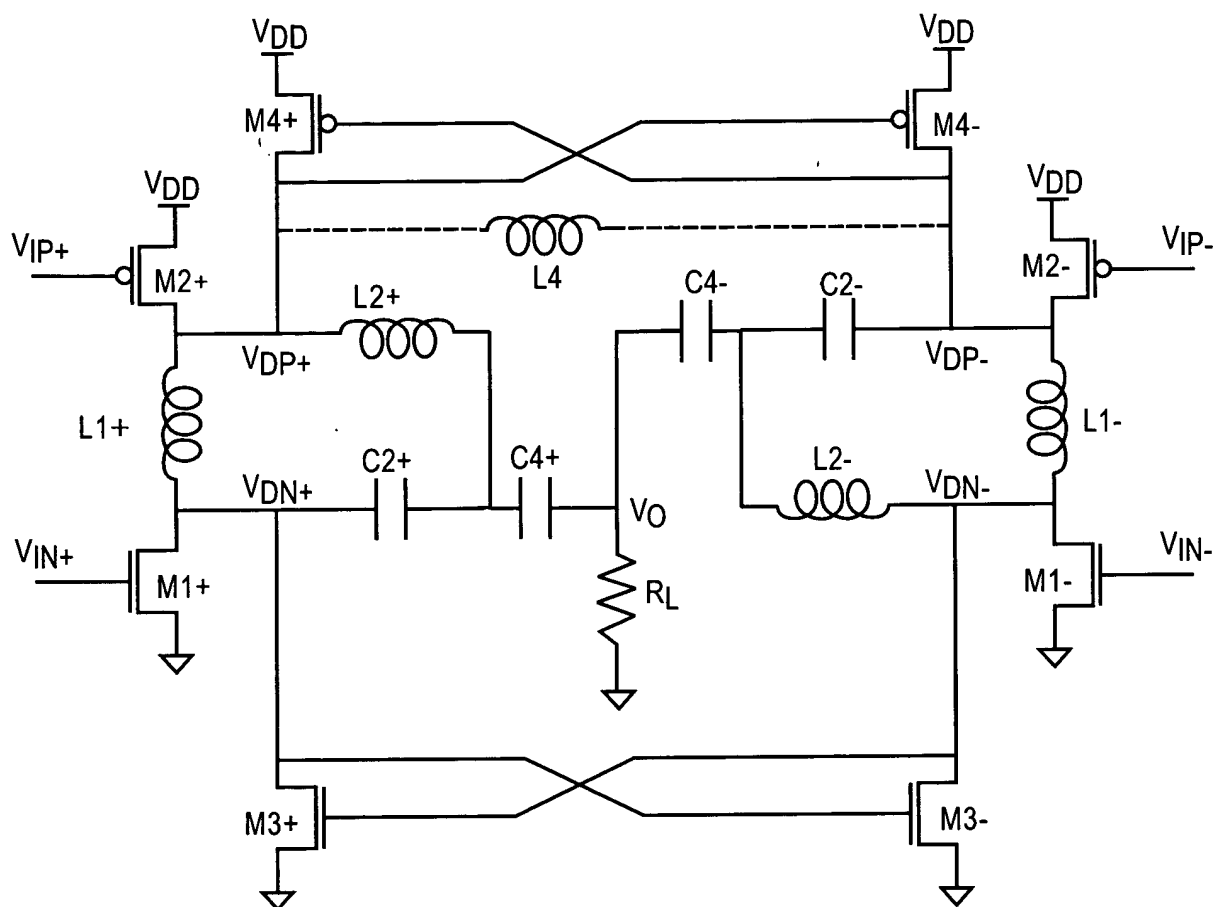 VDD
VDD
M4+
M4-
VDD
VDD
VIP+
M2+
L4
M2-
VIP-
L2+
C4-
C2-
VDP+
VDP-
L1+
L1-
C2+
C4+
L2-
VDN+
VO
VDN-
VIN+
M1+
RL
M1-
VIN-
M3+
M3-